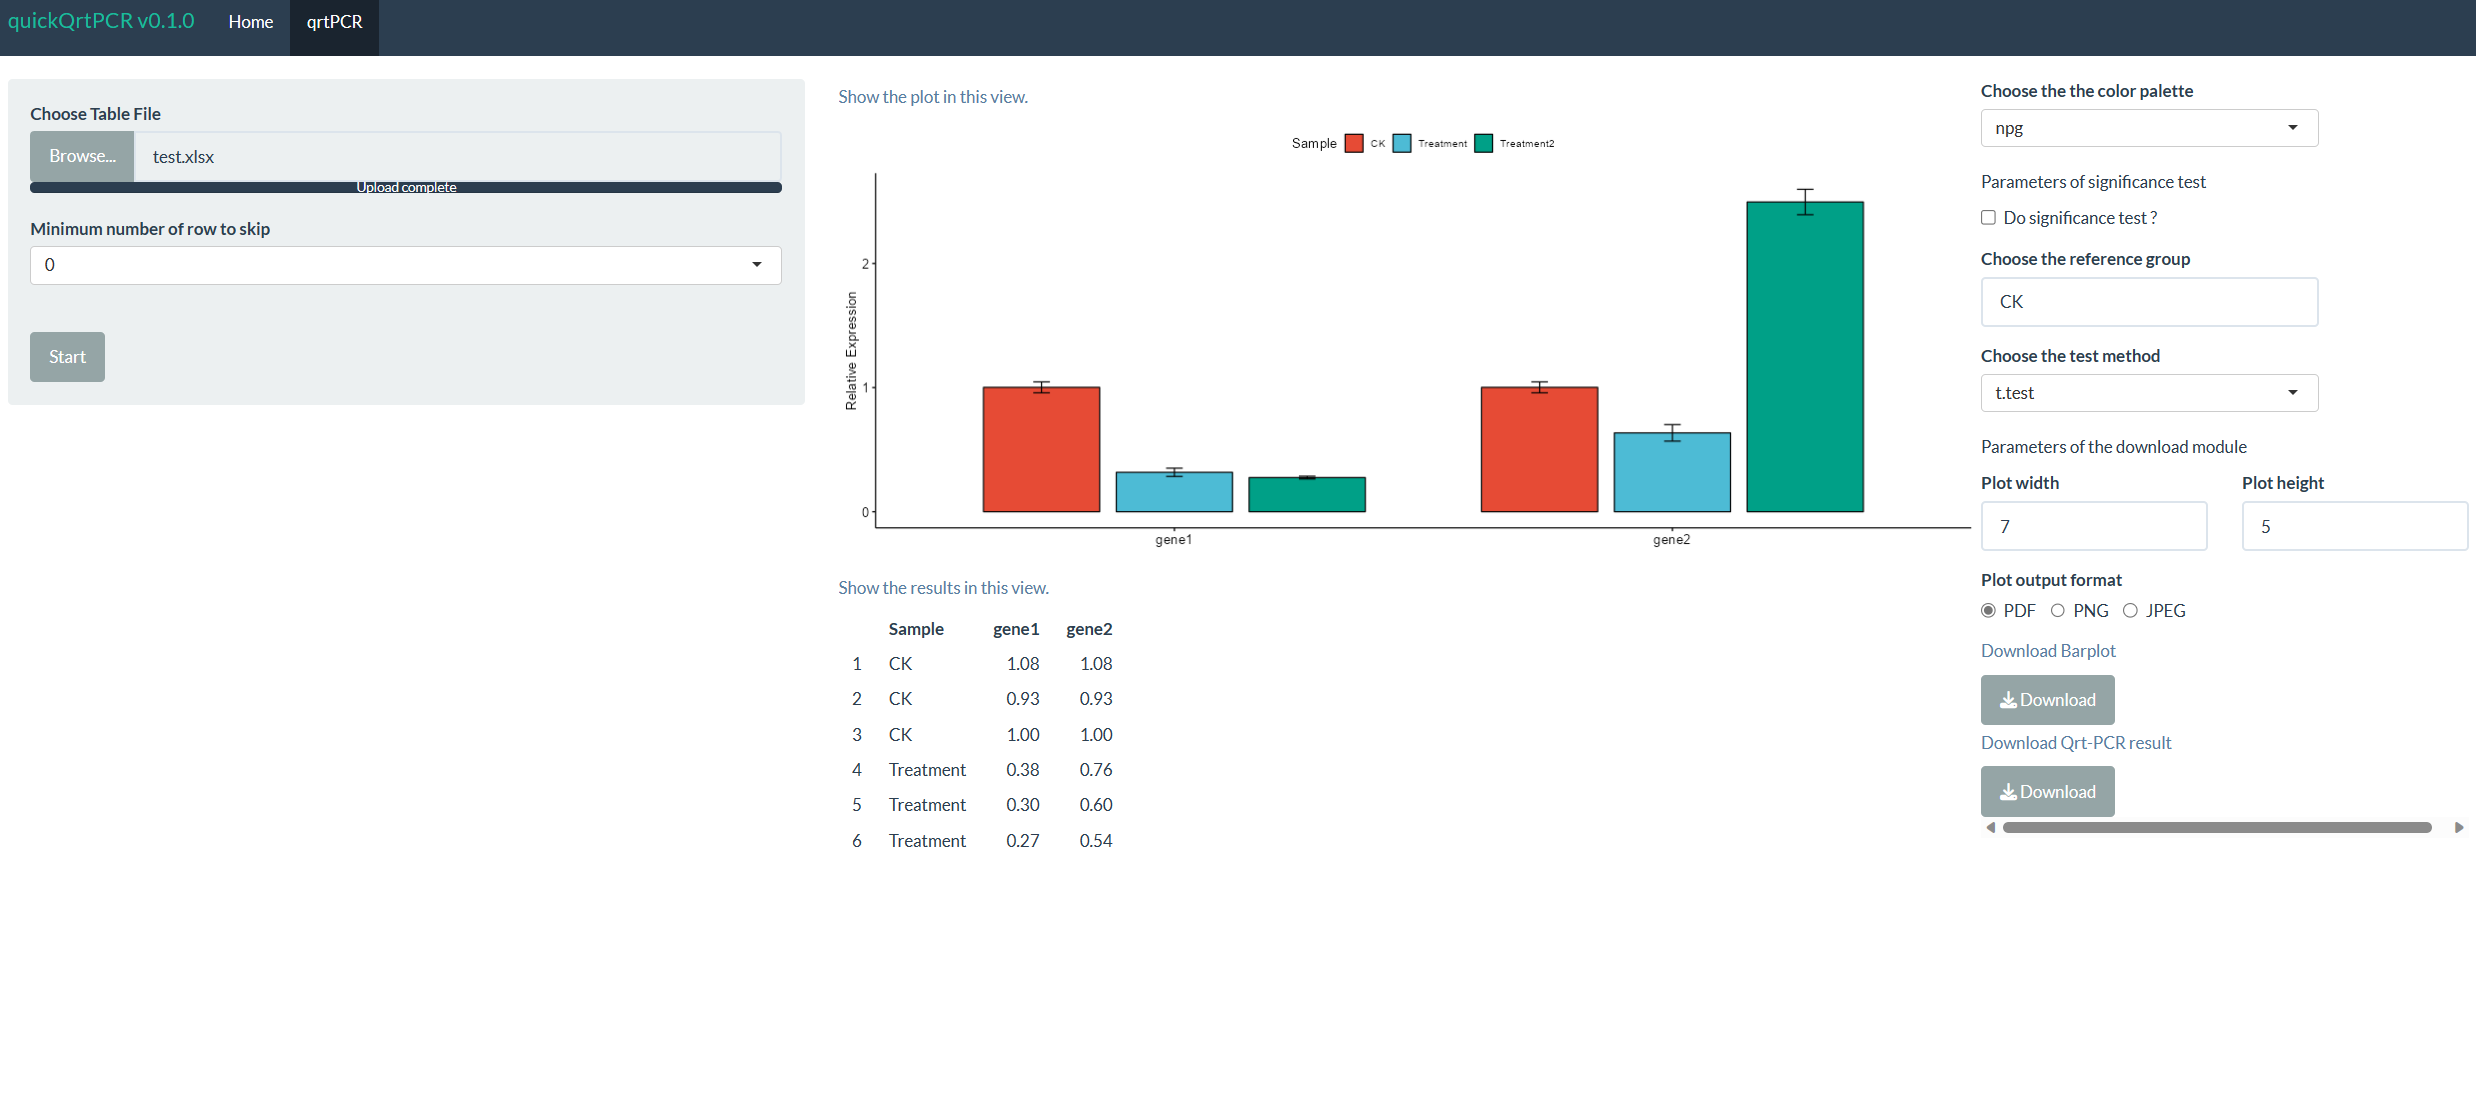 quickQrtPCR v0.1.0 Home qrtPCR
Choose Table File
Browse... test.xlsx
Upload complete
Minimum number of row to skip
0
Start
Show the plot in this view.
Sample CK Treatment Treatment2
Relative Expression
2
1
0
gene1 gene2
Show the results in this view.
Sample gene1 gene2
1 CK 1.08 1.08
2 CK 0.93 0.93
3 CK 1.00 1.00
4 Treatment 0.38 0.76
5 Treatment 0.30 0.60
6 Treatment 0.27 0.54
Choose the the color palette
npg
Parameters of significance test
Do significance test ?
Choose the reference group
CK
Choose the test method
t.test
Parameters of the download module
Plot width Plot height
7 5
Plot output format
PDF PNG JPEG
Download Barplot
Download
Download Qrt-PCR result
Download